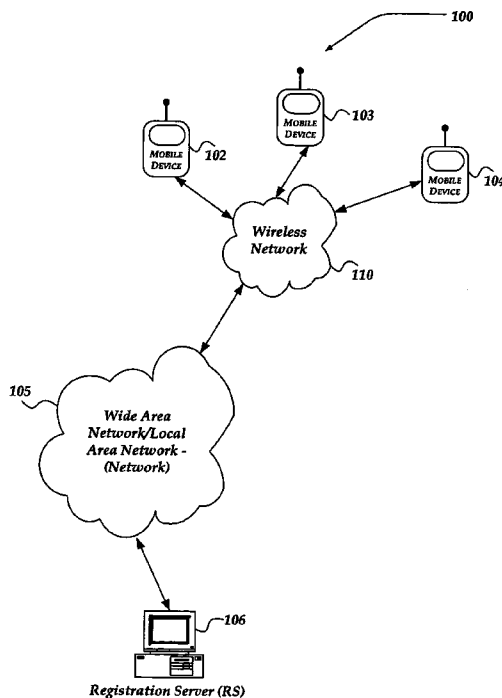 100
MOBILE
DEVICE
103
MOBILE
DEVICE
102
MOBILE
DEVICE
104
Wireless
Network
110
105
Wide Area
Network/Local
Area Network -
(Network)
106
Registration Server (RS)